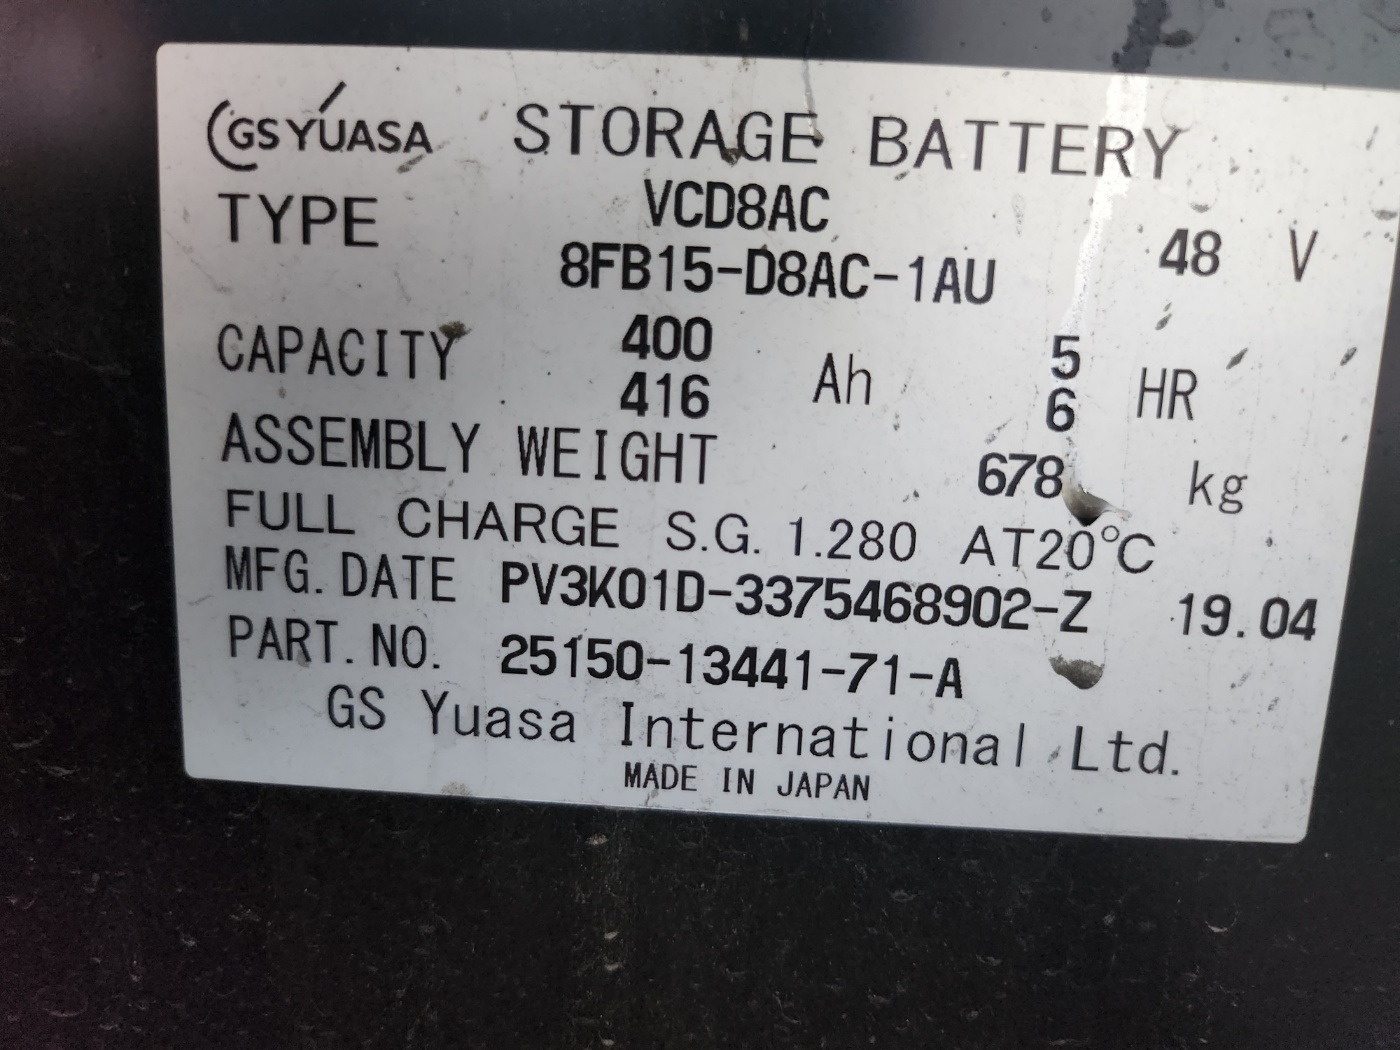 GS YUASA STORAGE BATTERY
TYPE VCD8AC
8FB15-D8AC-1AU 48 V
CAPACITY 400 Ah 5 HR
416 6
ASSEMBLY WEIGHT 678 kg
FULL CHARGE S.G. 1.280 AT20°C
MFG. DATE PV3K01D-3375468902-Z 19.04
PART. NO. 25150-13441-71-A
GS Yuasa International Ltd.
MADE IN JAPAN